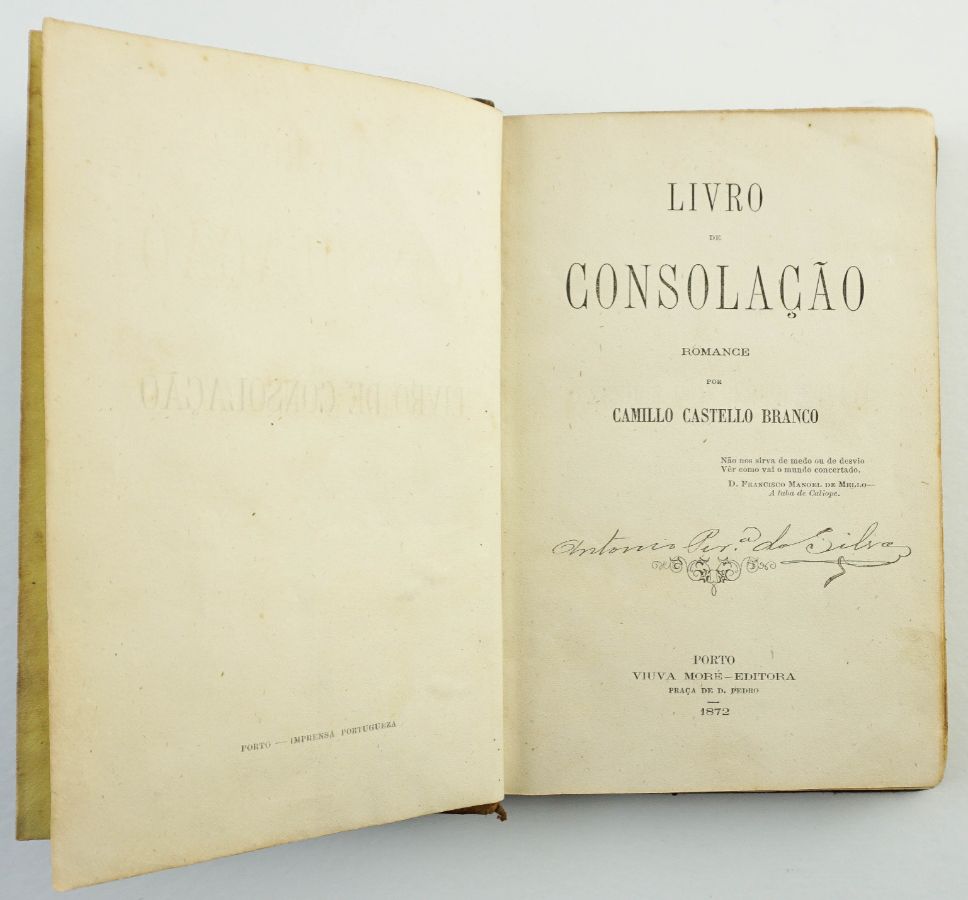 PORTO — IMPRENSA PORTUGUEZA
LIVRO
DE
CONSOLAÇÃO
ROMANCE
POR
CAMILLO CASTELLO BRANCO
Não nos sirva de medo ou de desvio
Vêr como vai o mundo concertado.
D. Francisco Manoel de Mello—
A tuba de Caliope.
Antonio Per.ª da Silva
PORTO
VIUVA MORÉ—EDITORA
PRAÇA DE D. PEDRO
1872